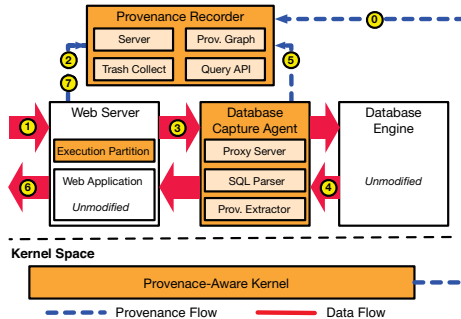 Provenance Recorder
0
Server
Prov. Graph
2
5
Trash Collect
Query API
7
Web Server
Database
Capture Agent
Database
Engine
1
3
Execution Partition
Proxy Server
Web Application
SQL Parser
6
4
Unmodified
Unmodified
Prov. Extractor
Kernel Space
Provenace-Aware Kernel
Provenance Flow
Data Flow